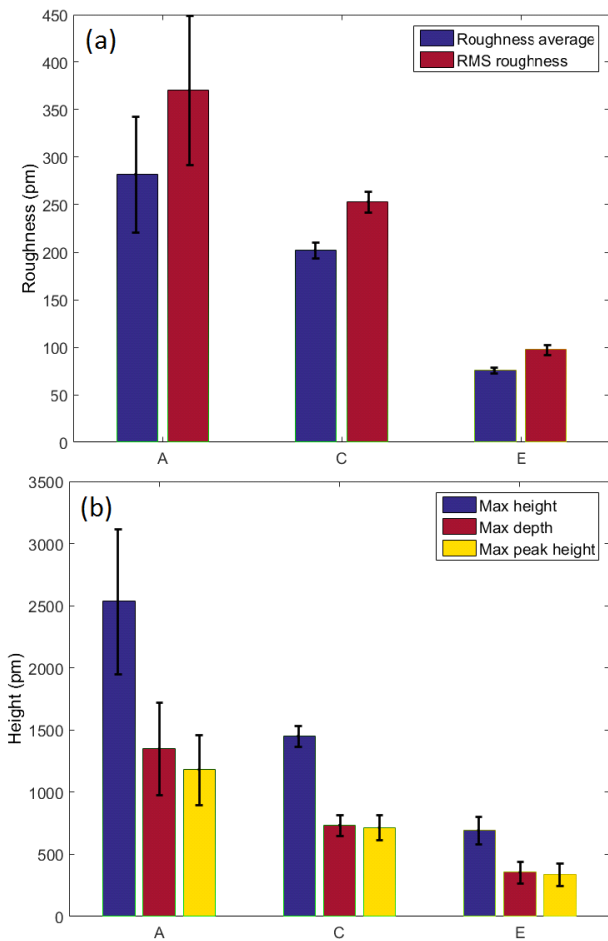 (a)
Roughness average
RMS roughness
450
400
350
300
250
200
150
100
50
0
Roughness (pm)
A
C
E
(b)
Max height
Max depth
Max peak height
3500
3000
2500
2000
1500
1000
500
0
Height (pm)
A
C
E